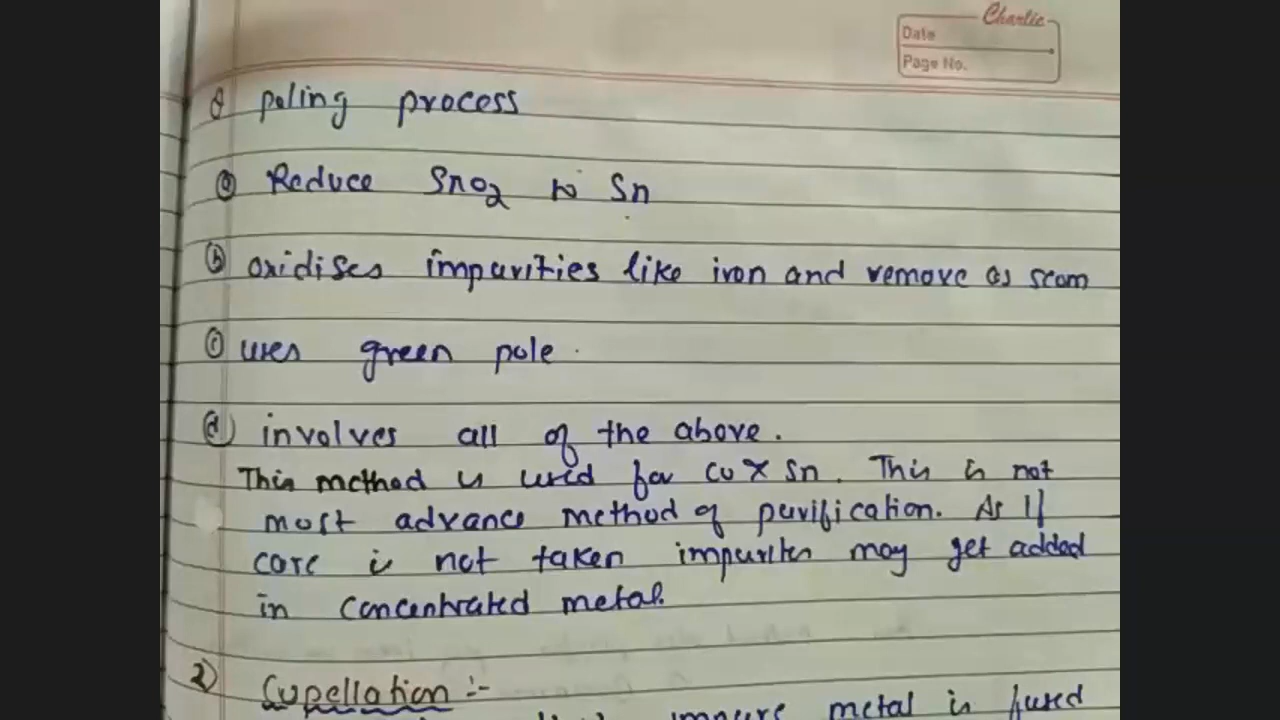 Charlie
Date
Page No.
poling process
(a) Reduce SnO2 to Sn
(b) oxidises impurities like iron and remove as scam
(c) uses green pole.
(d) involves all of the above.
This method is used for Cu x Sn. This is not
most advance method of purification. As if
care is not taken impurites may get added
in concentrated metal.
2) Cupellation :-
impure metal is fused